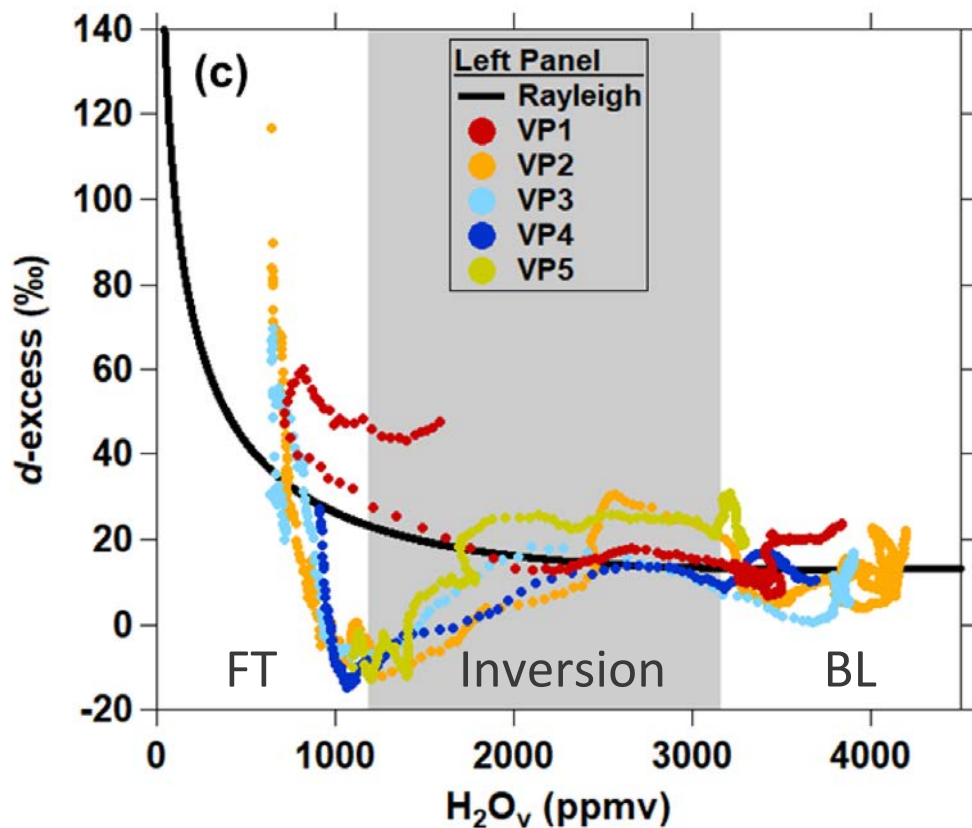 (c)
Left Panel
Rayleigh
VP1
VP2
VP3
VP4
VP5
140
120
100
80
60
40
20
0
-20
d-excess (‰)
FT
Inversion
BL
0
1000
2000
3000
4000
H₂Oᵥ (ppmv)